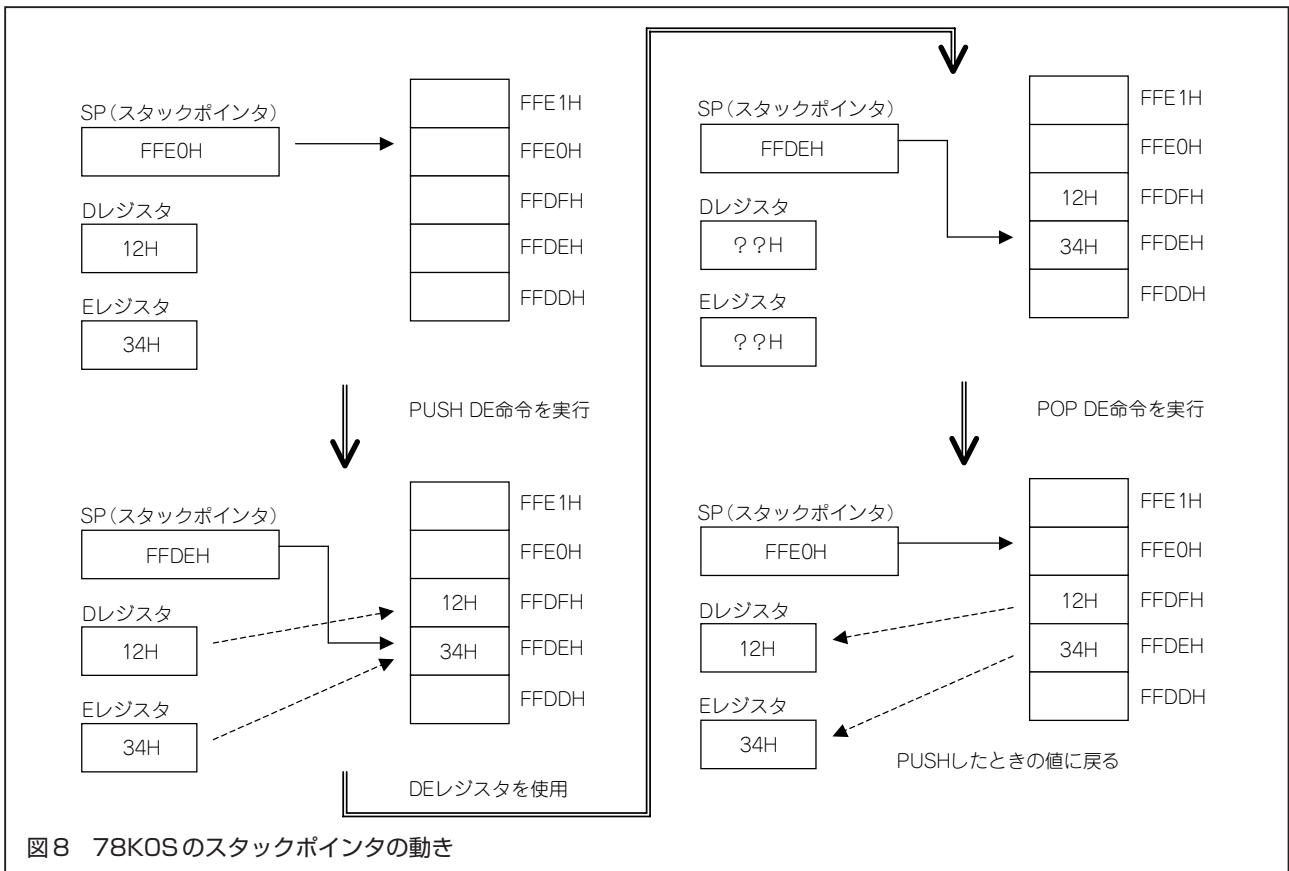 SP(スタックポインタ)
FFE0H
Dレジスタ
12H
Eレジスタ
34H
FFE1H
FFE0H
FFDFH
FFDEH
FFDDH
PUSH DE命令を実行
SP(スタックポインタ)
FFDEH
Dレジスタ
12H
Eレジスタ
34H
FFE1H
FFE0H
12H FFDFH
34H FFDEH
FFDDH
DEレジスタを使用
SP(スタックポインタ)
FFDEH
Dレジスタ
??H
Eレジスタ
??H
FFE1H
FFE0H
12H FFDFH
34H FFDEH
FFDDH
POP DE命令を実行
SP(スタックポインタ)
FFE0H
Dレジスタ
12H
Eレジスタ
34H
FFE1H
FFE0H
12H FFDFH
34H FFDEH
FFDDH
PUSHしたときの値に戻る
図8 78K0Sのスタックポインタの動き